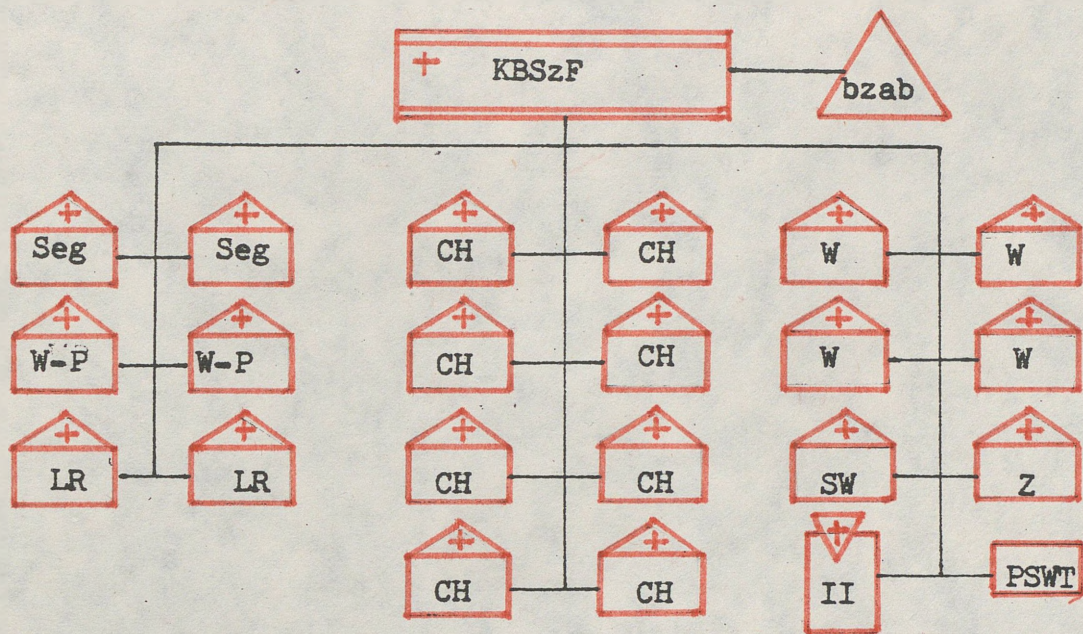 KBSzF
bzab
Seg Seg CH CH W W
W-P W-P CH CH W W
LR LR CH CH SW Z
CH CH II PSWT